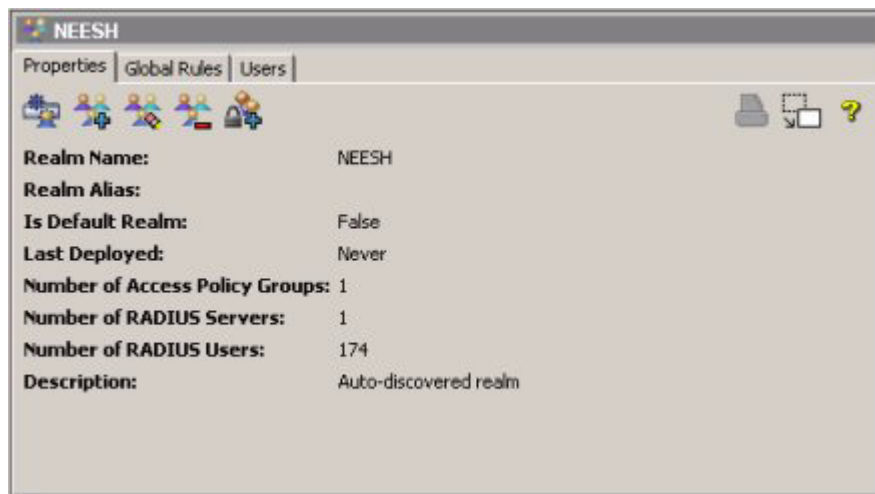 NEESH
Properties Global Rules Users
Realm Name: NEESH
Realm Alias:
Is Default Realm: False
Last Deployed: Never
Number of Access Policy Groups: 1
Number of RADIUS Servers: 1
Number of RADIUS Users: 174
Description: Auto-discovered realm